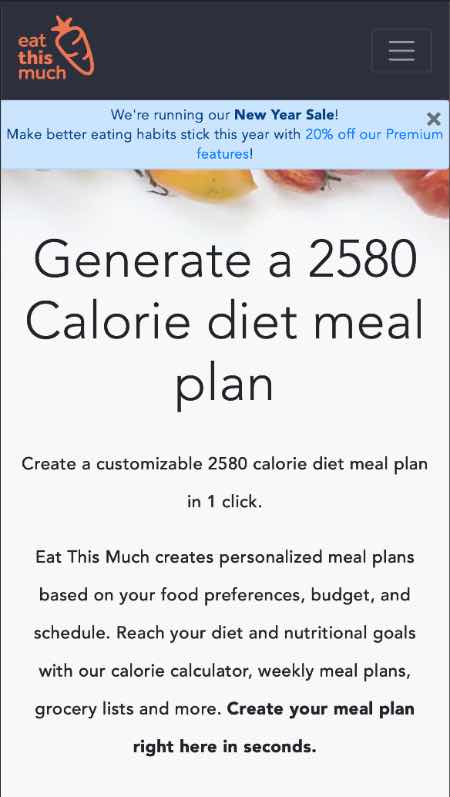 eat
this
much
We're running our New Year Sale!
Make better eating habits stick this year with 20% off our Premium
features!
Generate a 2580
Calorie diet meal
plan
Create a customizable 2580 calorie diet meal plan
in 1 click.
Eat This Much creates personalized meal plans
based on your food preferences, budget, and
schedule. Reach your diet and nutritional goals
with our calorie calculator, weekly meal plans,
grocery lists and more. Create your meal plan
right here in seconds.